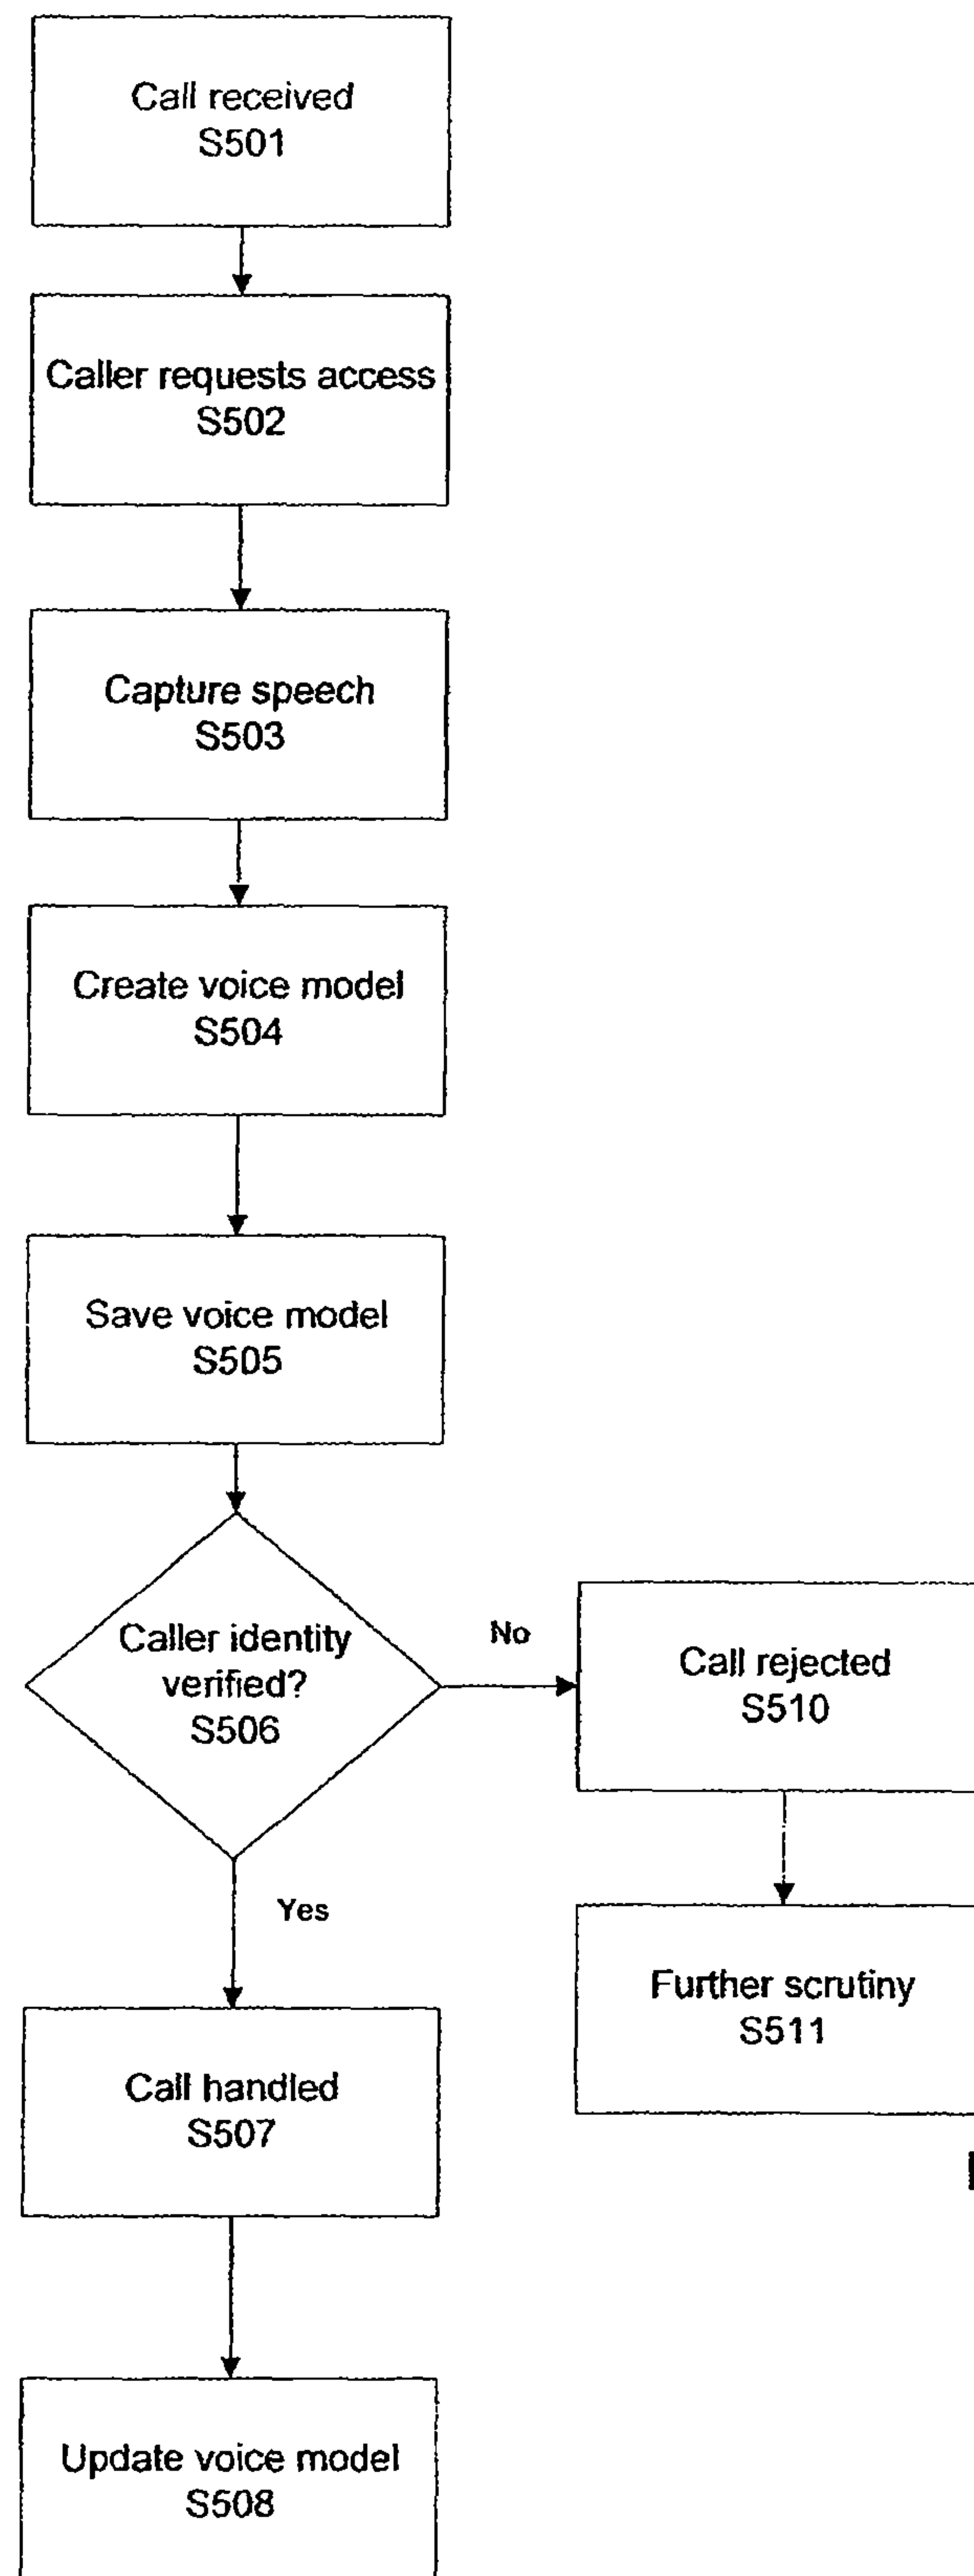 Call received
S501
Caller requests access
S502
Capture speech
S503
Create voice model
S504
Save voice model
S505
Caller identity
verified?
S506
No
Call rejected
S510
Yes
Further scrutiny
S511
Call handled
S507
Update voice model
S508